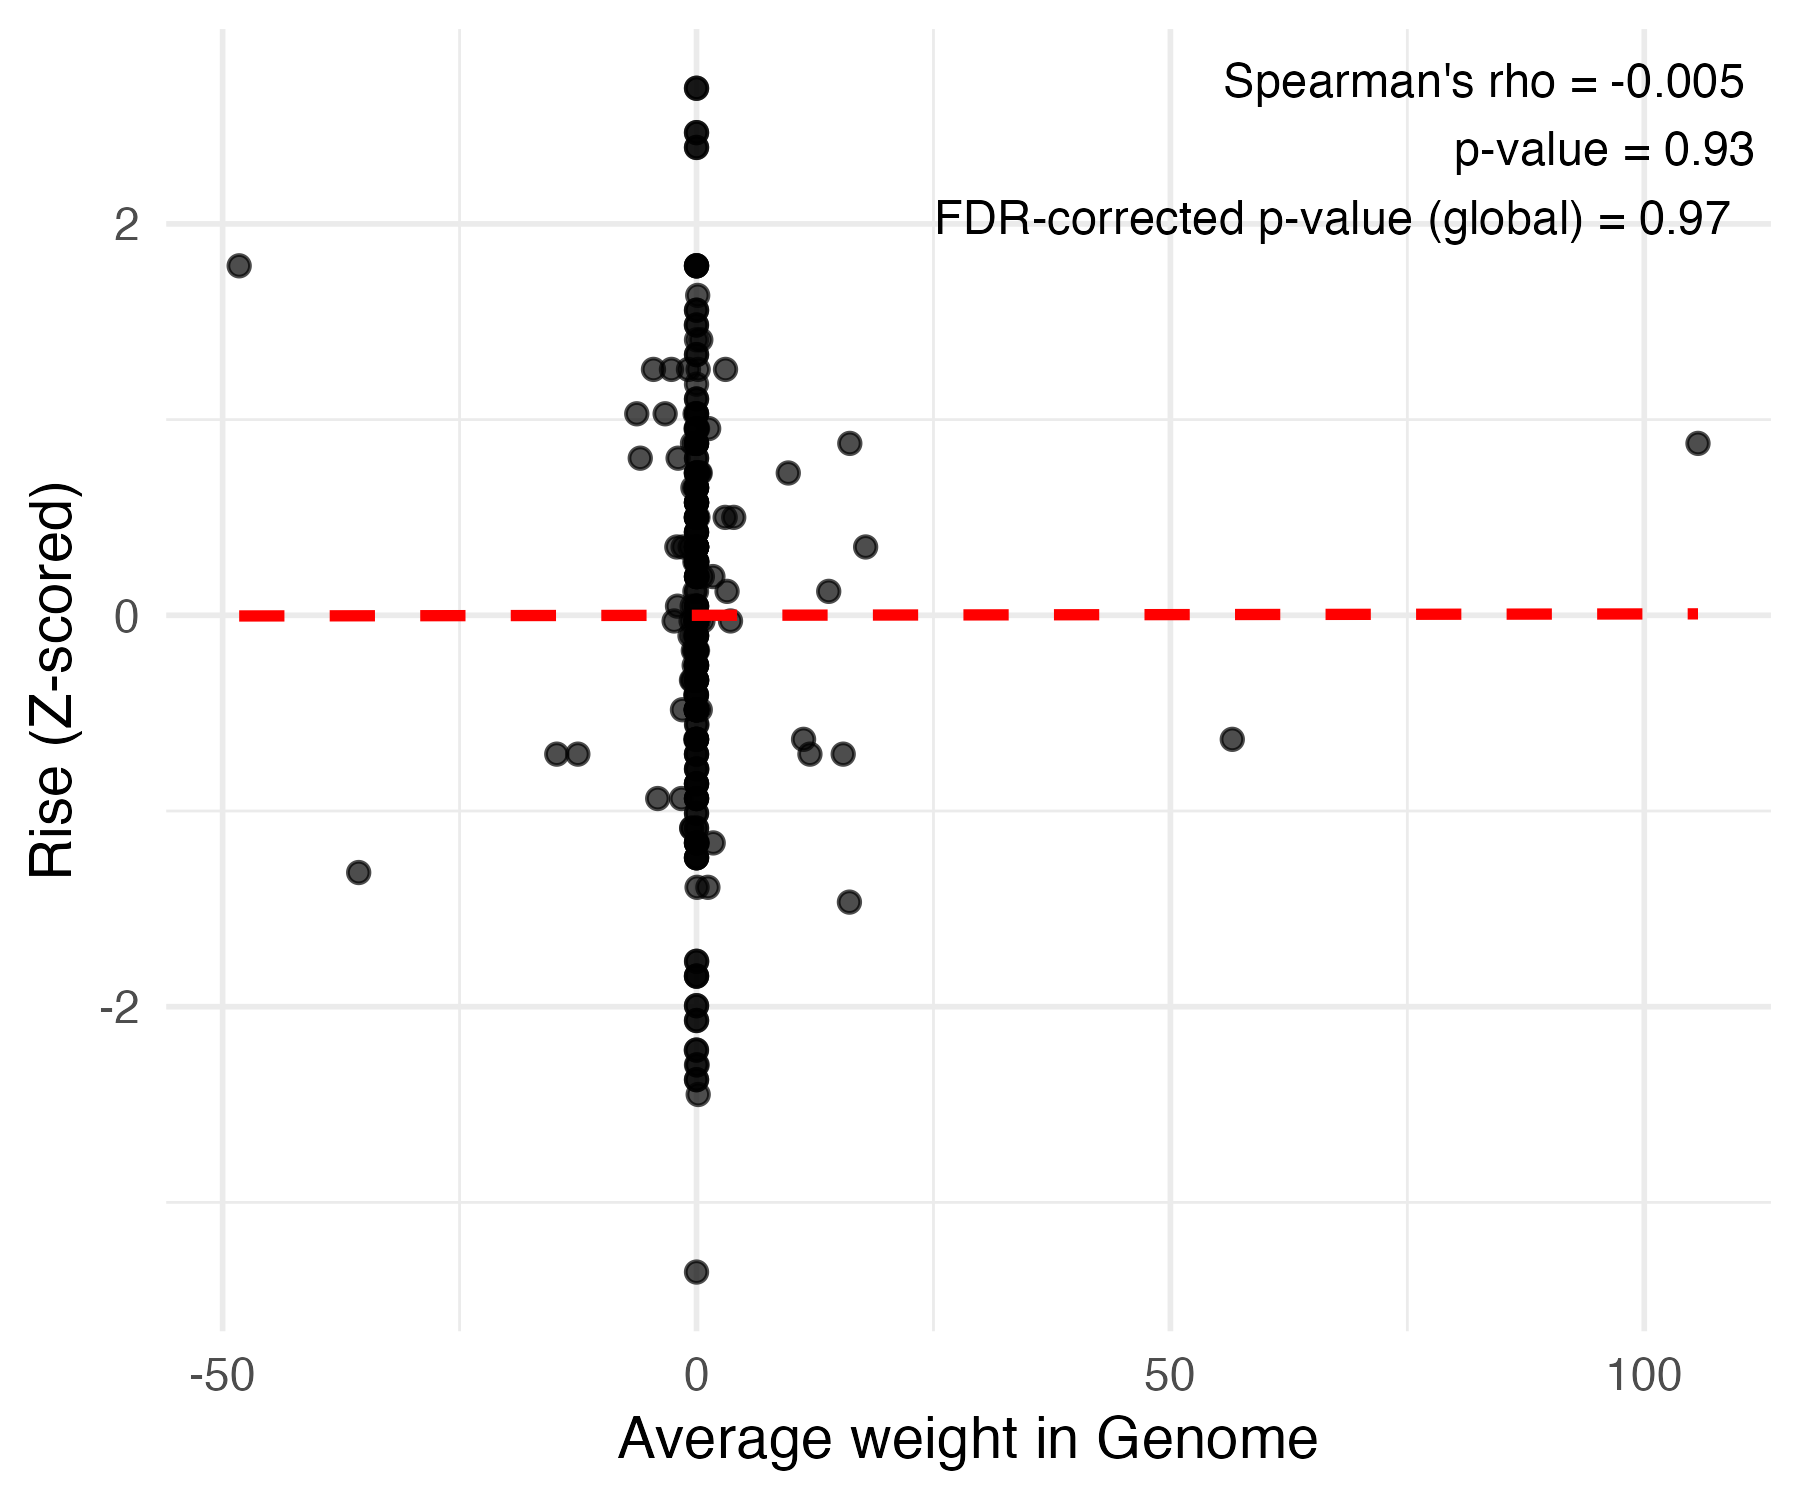 Spearman's rho = -0.005
p-value = 0.93
FDR-corrected p-value (global) = 0.97
2
0
-2
Rise (Z-scored)
-50 0 50 100
Average weight in Genome